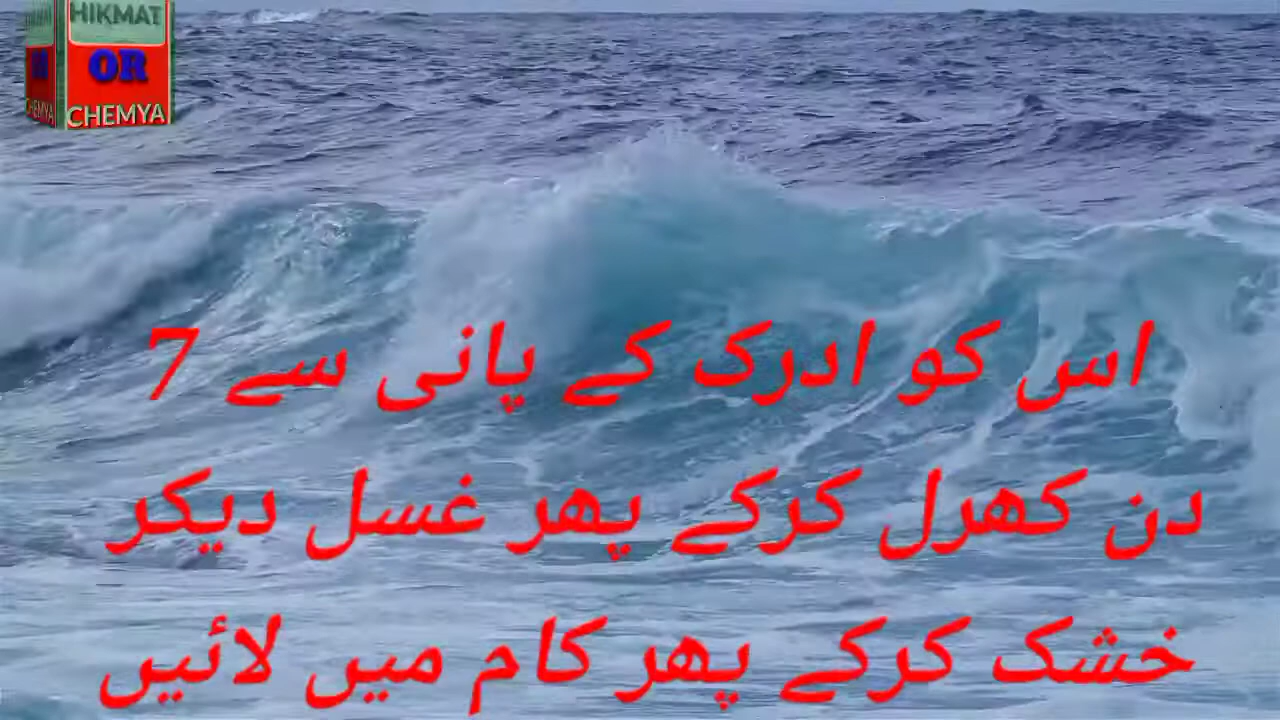 HIKMAT
OR
CHEMYA
CHEMYA
اس کو ادرک کے پانی سے 7
دن کھرل کرکے پھر غسل دیکر
خشک کرکے پھر کام میں لائیں